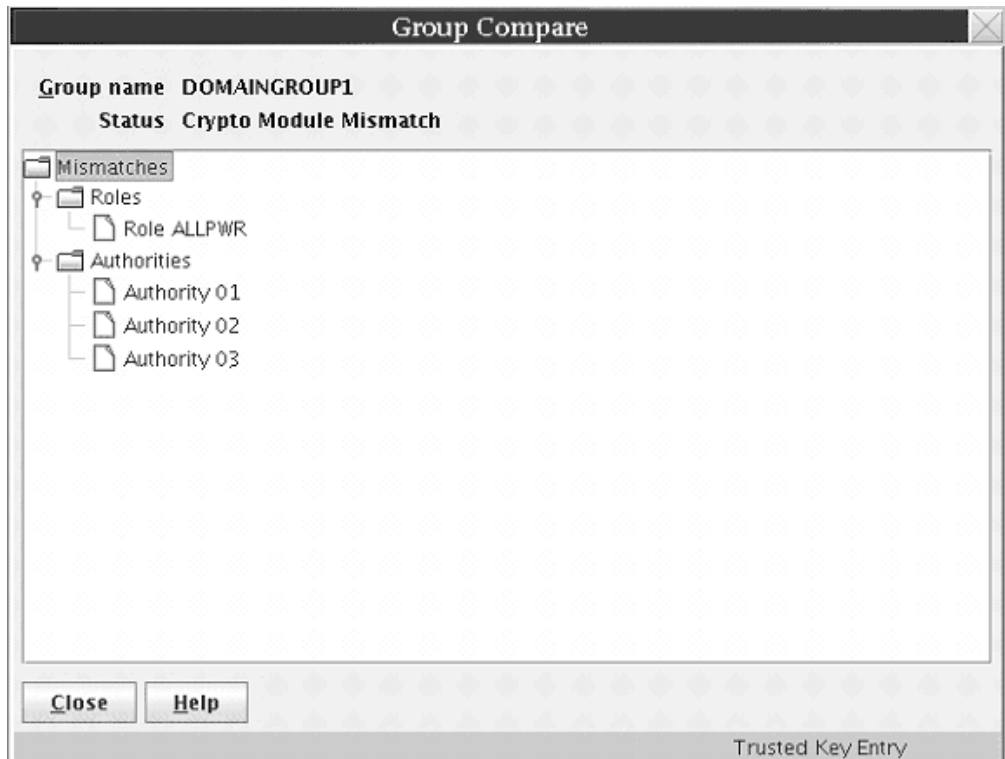 Group Compare
Group name DOMAINGROUP1
Status Crypto Module Mismatch
Mismatches
Roles
Role ALLPWR
Authorities
Authority 01
Authority 02
Authority 03
Close Help
Trusted Key Entry